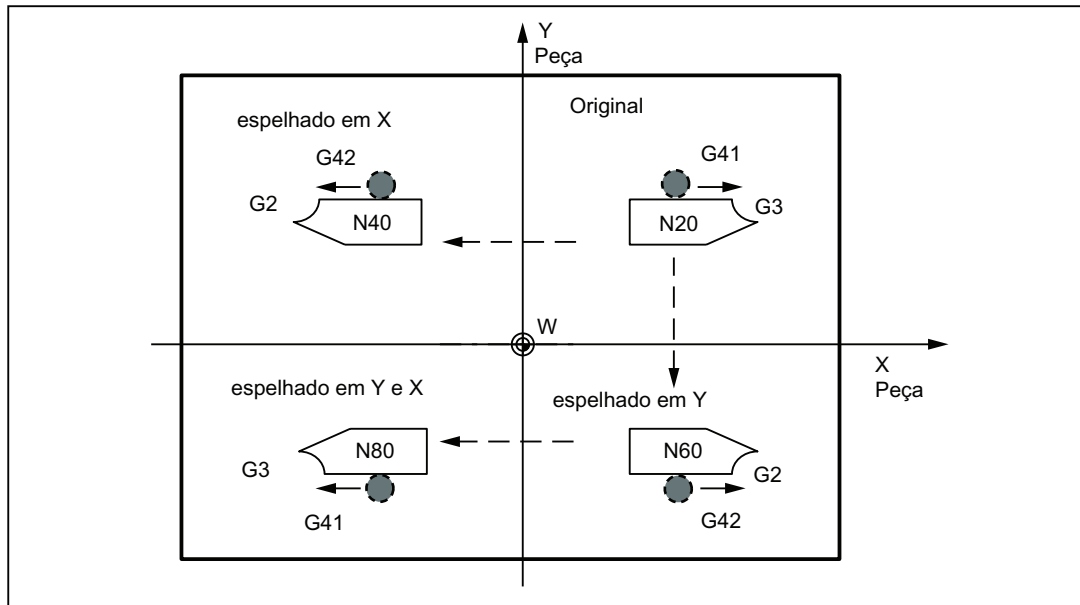 Y
Peça
Original
espelhado em X
G42
G41
G2
G3
N40
N20
W
X
Peça
espelhado em Y e X
espelhado em Y
N80
N60
G3
G2
G41
G42